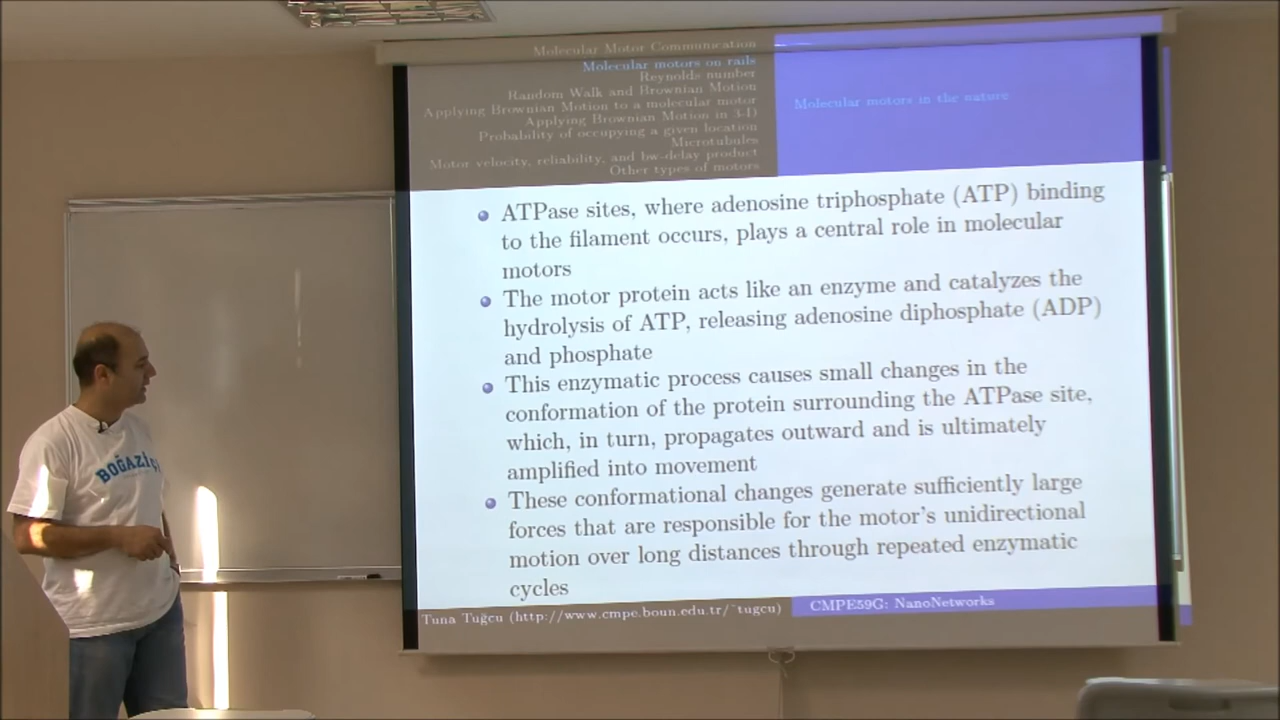 Molecular Motor Communication
Molecular motors on rails
Reynolds number
Random Walk and Brownian Motion
Applying Brownian Motion to a molecular motor
Applying Brownian Motion in 3-D
Probability of occupying a given location
Microtubules
Motor velocity, reliability, and bw-delay product
Other types of motors
Molecular motors in the nature
ATPase sites, where adenosine triphosphate (ATP) binding
to the filament occurs, plays a central role in molecular
motors
The motor protein acts like an enzyme and catalyzes the
hydrolysis of ATP, releasing adenosine diphosphate (ADP)
and phosphate
This enzymatic process causes small changes in the
conformation of the protein surrounding the ATPase site,
which, in turn, propagates outward and is ultimately
amplified into movement
These conformational changes generate sufficiently large
forces that are responsible for the motor's unidirectional
motion over long distances through repeated enzymatic
cycles
Tuna Tuğcu (http://www.cmpe.boun.edu.tr/~tugcu)
CMPE59G: NanoNetworks